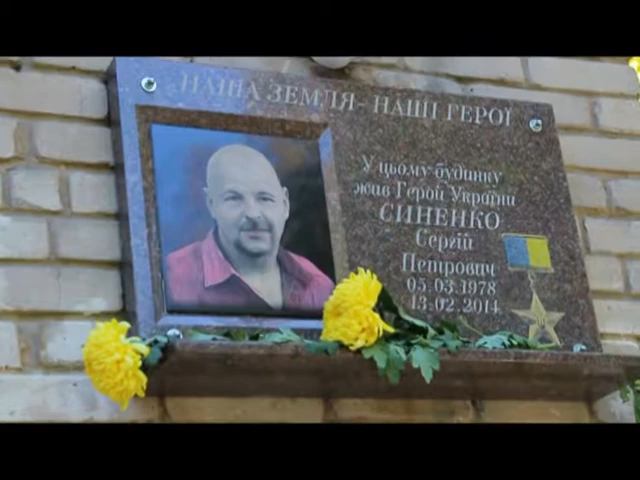 НАША ЗЕМЛЯ - НАШІ ГЕРОЇ
У цьому будинку
жив Герой України
СИНЕНКО
Сергій
Петрович
05.03.1978
13.02.2014